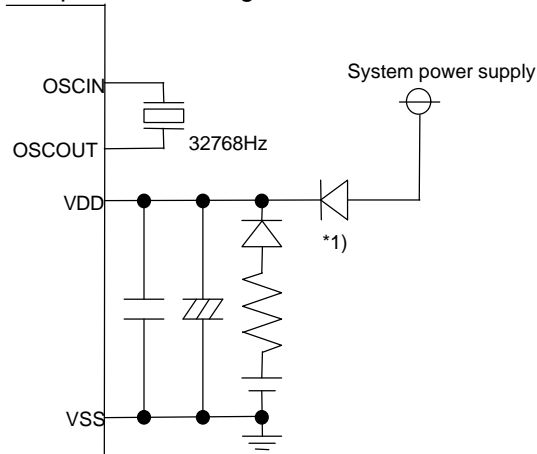 OSCIN
System power supply
OSCOUT
32768Hz
VDD
*1)
VSS